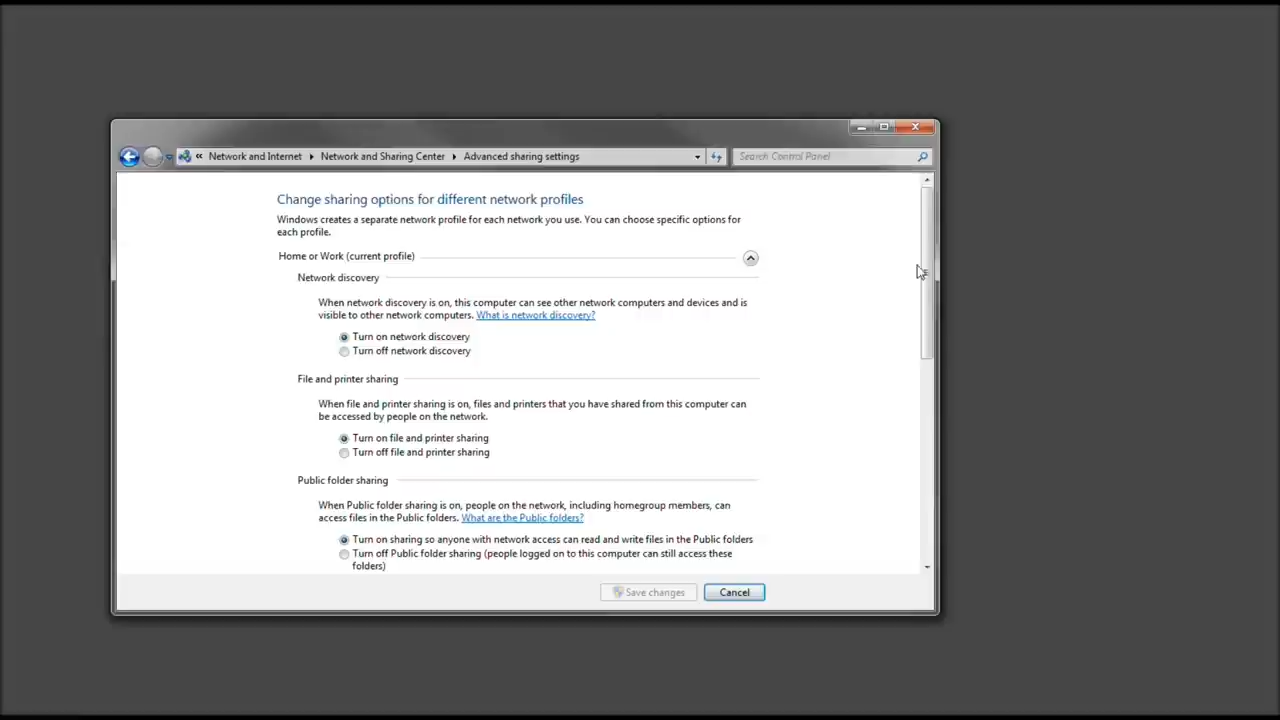 « Network and Internet ▸ Network and Sharing Center ▸ Advanced sharing settings
Search Control Panel
Change sharing options for different network profiles
Windows creates a separate network profile for each network you use. You can choose specific options for
each profile.
Home or Work (current profile)
Network discovery
When network discovery is on, this computer can see other network computers and devices and is
visible to other network computers. What is network discovery?
Turn on network discovery
Turn off network discovery
File and printer sharing
When file and printer sharing is on, files and printers that you have shared from this computer can
be accessed by people on the network.
Turn on file and printer sharing
Turn off file and printer sharing
Public folder sharing
When Public folder sharing is on, people on the network, including homegroup members, can
access files in the Public folders. What are the Public folders?
Turn on sharing so anyone with network access can read and write files in the Public folders
Turn off Public folder sharing (people logged on to this computer can still access these
folders)
Save changes
Cancel